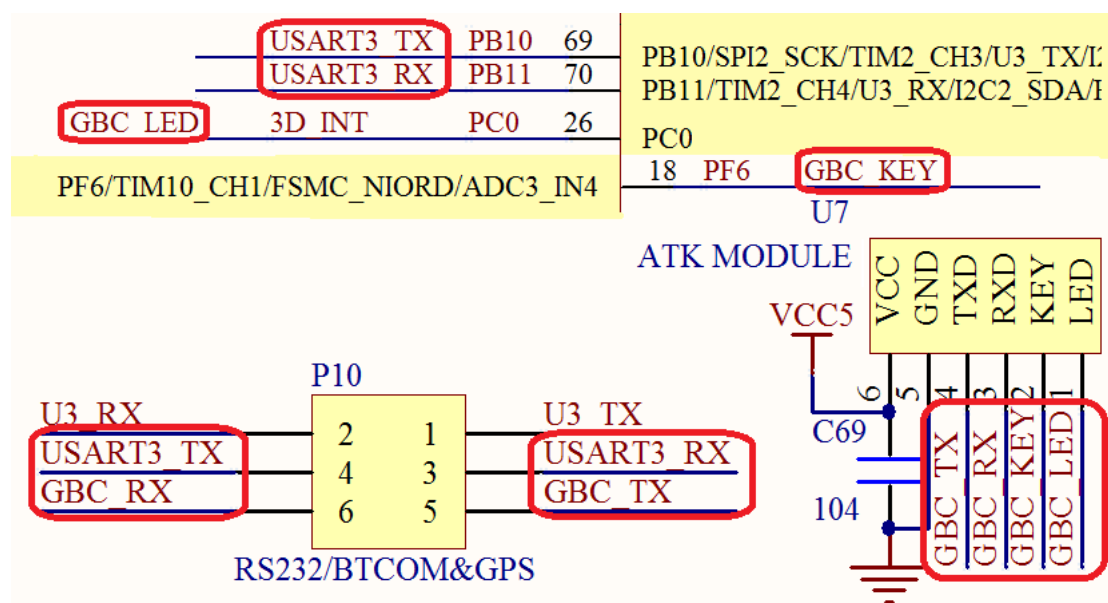 USART3_TX PB10 69
PB10/SPI2_SCK/TIM2_CH3/U3_TX/I2
USART3_RX PB11 70
PB11/TIM2_CH4/U3_RX/I2C2_SDA/
GBC_LED 3D_INT PC0 26
PC0
PF6/TIM10_CH1/FSMC_NIORD/ADC3_IN4
18 PF6 GBC_KEY
U7
ATK MODULE
VCC GND TXD RXD KEY LED
VCC5
6 5 4 3 2 1
C69
104
GBC_TX GBC_RX GBC_KEY GBC_LED
P10
U3_RX 2 1 U3_TX
USART3_TX 4 3 USART3_RX
GBC_RX 6 5 GBC_TX
RS232/BTCOM&GPS